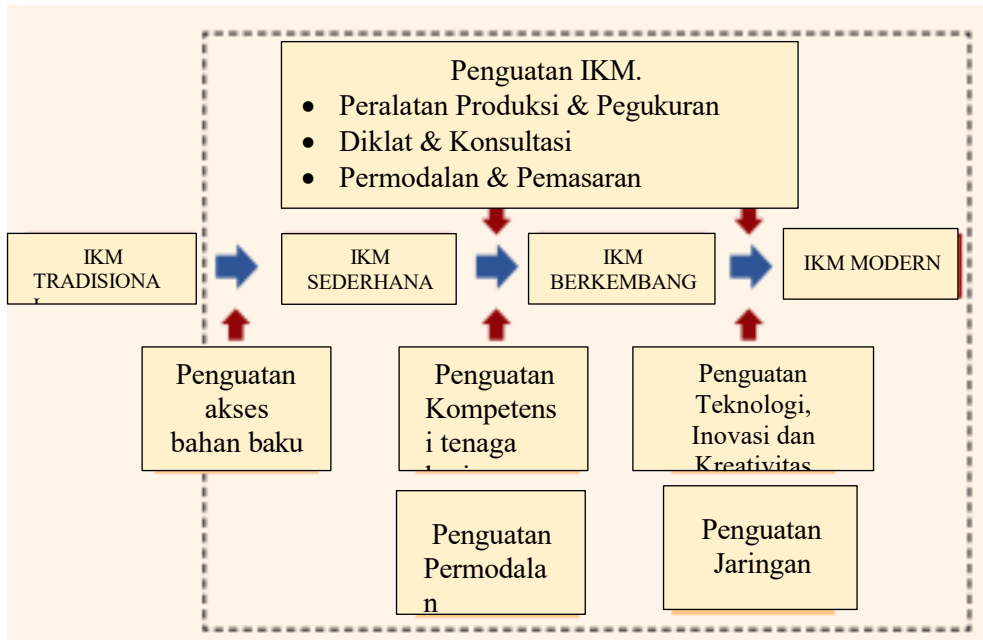 Penguatan IKM.
• Peralatan Produksi & Pegukuran
• Diklat & Konsultasi
• Permodalan & Pemasaran
IKM
TRADISIONA
IKM
SEDERHANA
IKM
BERKEMBANG
IKM MODERN
Penguatan
akses
bahan baku
Penguatan
Kompetens
i tenaga
Penguatan
Teknologi,
Inovasi dan
Kreativitas
Penguatan
Permodala
n
Penguatan
Jaringan